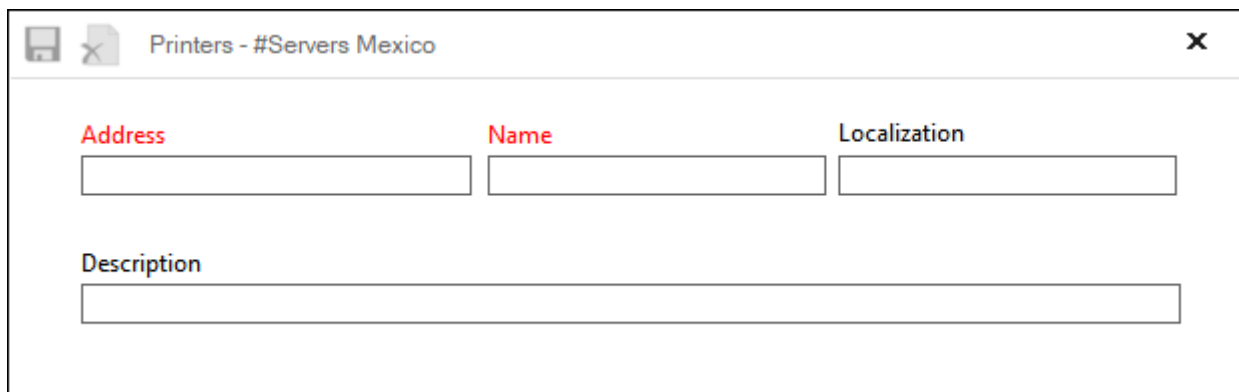 Printers - #Servers Mexico
Address Name Localization
Description